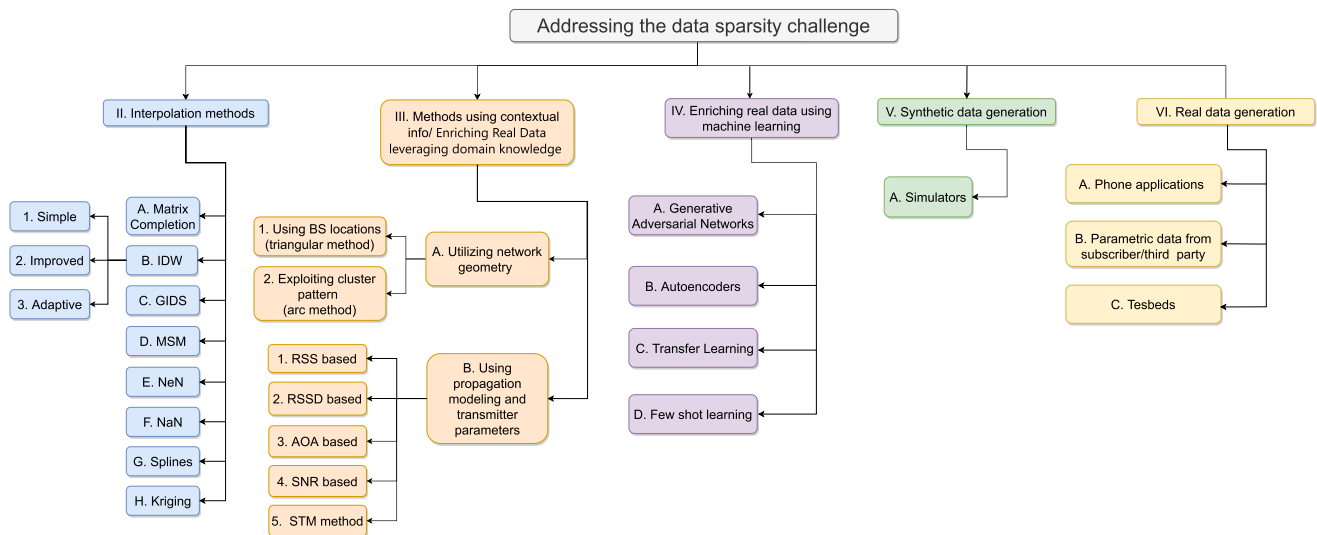 Addressing the data sparsity challenge
II. Interpolation methods
A. Matrix
Completion
B. IDW
1. Simple
2. Improved
3. Adaptive
C. GIDS
D. MSM
E. NeN
F. NaN
G. Splines
H. Kriging
III. Methods using contextual
info/ Enriching Real Data
leveraging domain knowledge
A. Utilizing network
geometry
1. Using BS locations
(triangular method)
2. Exploiting cluster
pattern
(arc method)
B. Using
propagation
modeling and
transmitter
parameters
1. RSS based
2. RSSD based
3. AOA based
4. SNR based
5. STM method
IV. Enriching real data using
machine learning
A. Generative
Adversarial Networks
B. Autoencoders
C. Transfer Learning
D. Few shot learning
V. Synthetic data generation
A. Simulators
VI. Real data generation
A. Phone applications
B. Parametric data from
subscriber/third party
C. Tesbeds